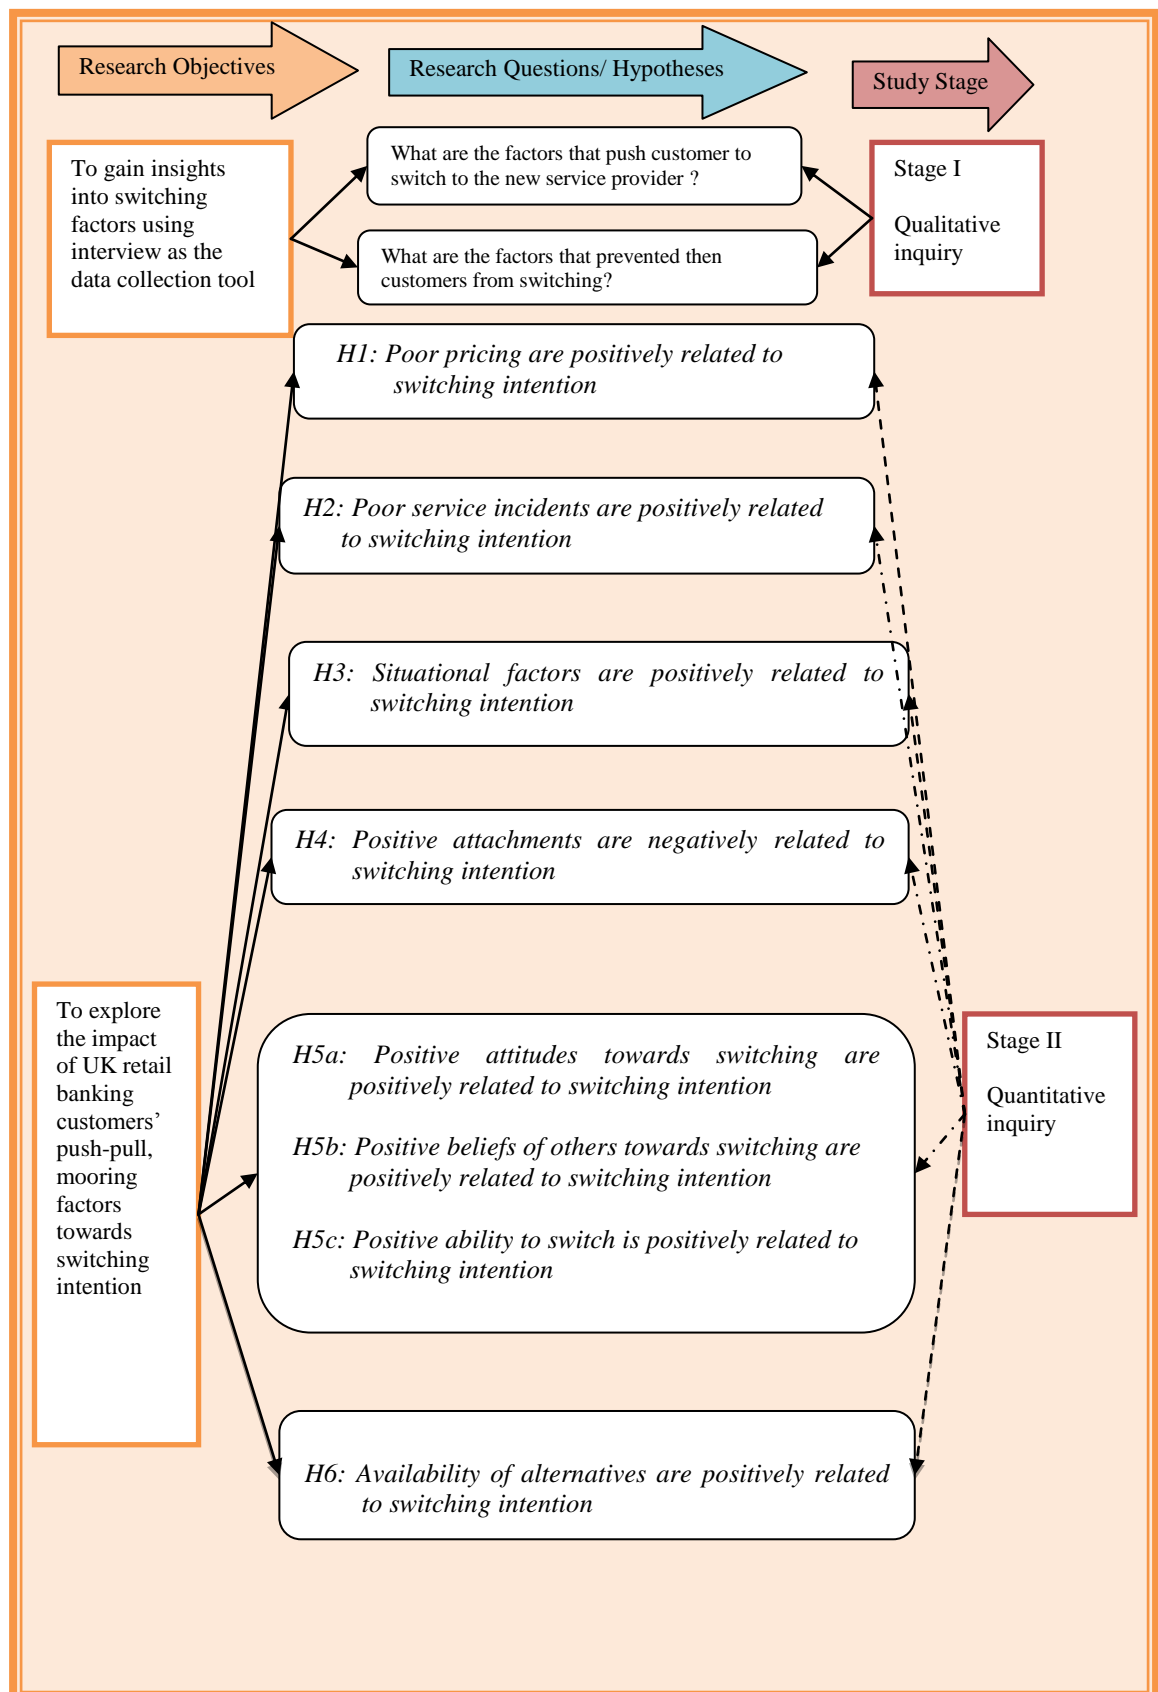 Research Objectives
Research Questions/ Hypotheses
Study Stage
To gain insights
into switching
factors using
interview as the
data collection tool
What are the factors that push customer to
switch to the new service provider ?
What are the factors that prevented then
customers from switching?
Stage I
Qualitative
inquiry
H1: Poor pricing are positively related to
switching intention
H2: Poor service incidents are positively related
to switching intention
H3: Situational factors are positively related to
switching intention
H4: Positive attachments are negatively related to
switching intention
To explore
the impact
of UK retail
banking
customers’
push-pull,
mooring
factors
towards
switching
intention
H5a: Positive attitudes towards switching are
positively related to switching intention
H5b: Positive beliefs of others towards switching are
positively related to switching intention
H5c: Positive ability to switch is positively related to
switching intention
Stage II
Quantitative
inquiry
H6: Availability of alternatives are positively related
to switching intention